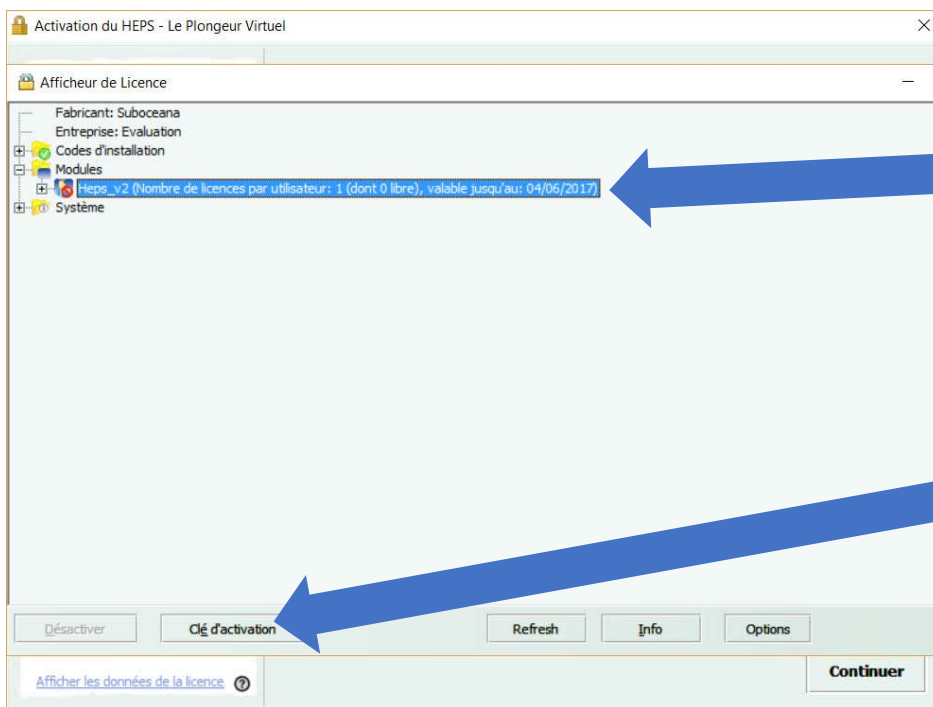 Activation du HEPS - Le Plongeur Virtuel
Afficheur de Licence
Fabricant: Suboceana
Entreprise: Evaluation
Codes d'installation
Modules
Heps_v2 (Nombre de licences par utilisateur: 1 (dont 0 libre), valable jusqu'au: 04/06/2017)
Système
Désactiver Clé d'activation Refresh Info Options
Afficher les données de la licence Continuer